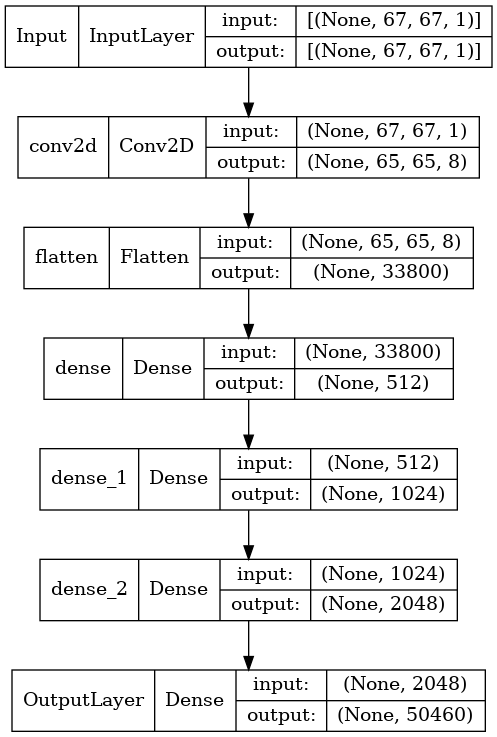 Input InputLayer input: [(None, 67, 67, 1)]
output: [(None, 67, 67, 1)]
conv2d Conv2D input: (None, 67, 67, 1)
output: (None, 65, 65, 8)
flatten Flatten input: (None, 65, 65, 8)
output: (None, 33800)
dense Dense input: (None, 33800)
output: (None, 512)
dense_1 Dense input: (None, 512)
output: (None, 1024)
dense_2 Dense input: (None, 1024)
output: (None, 2048)
OutputLayer Dense input: (None, 2048)
output: (None, 50460)